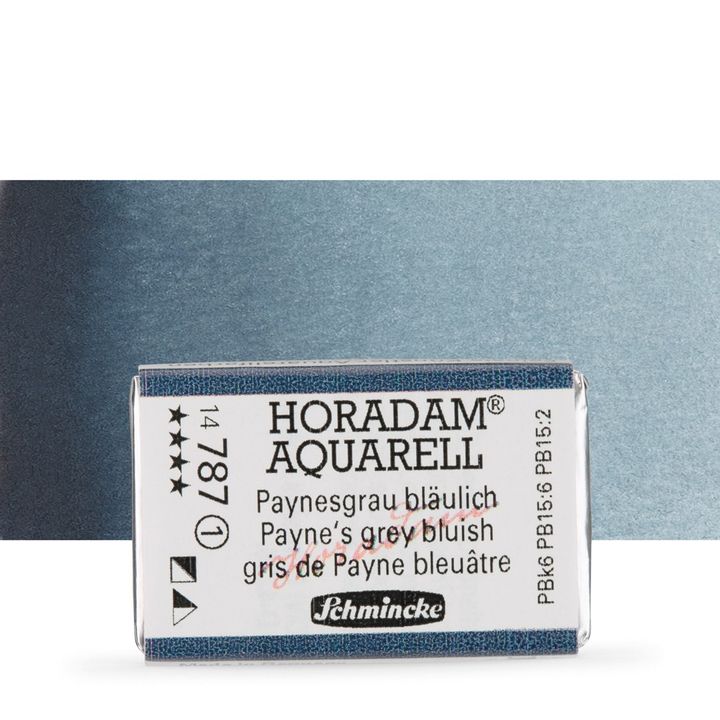 HORADAM®
AQUARELL
Paynesgrau bläulich
Payne's grey bluish
gris de Payne bleuâtre
Horadam
Schmincke
14 787 1
★★★★
PBk6 PB15:6 PB15:2